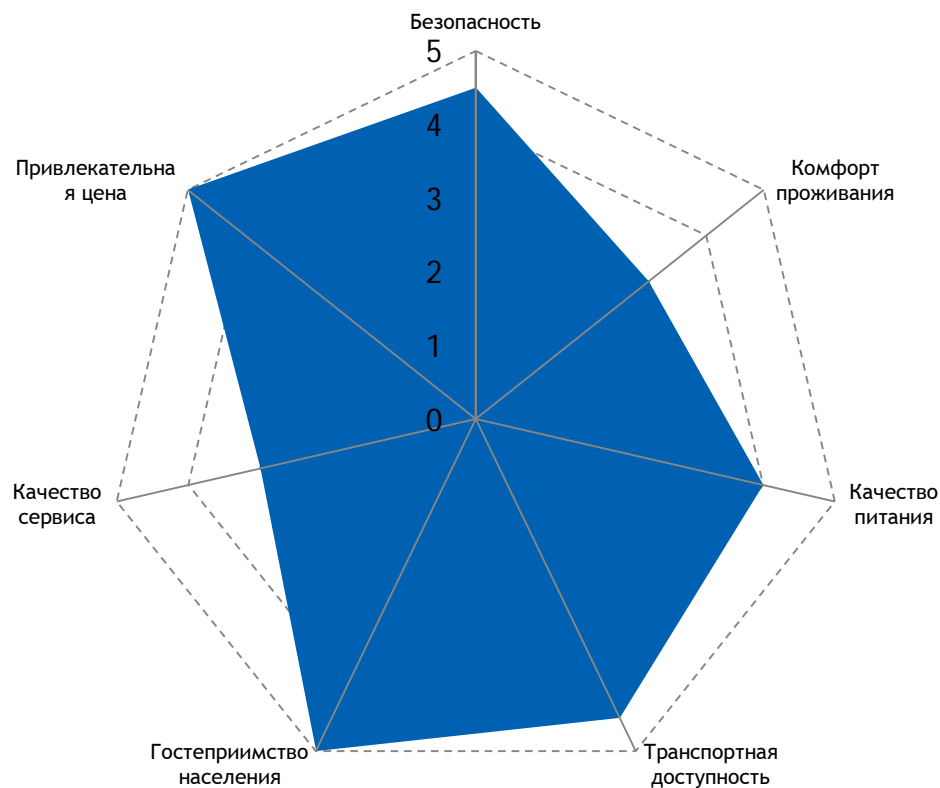 Безопасность
5
4
3
2
1
0
Комфорт
проживания
Качество
питания
Транспортная
доступность
Гостеприимство
населения
Качество
сервиса
Привлекательна
я цена